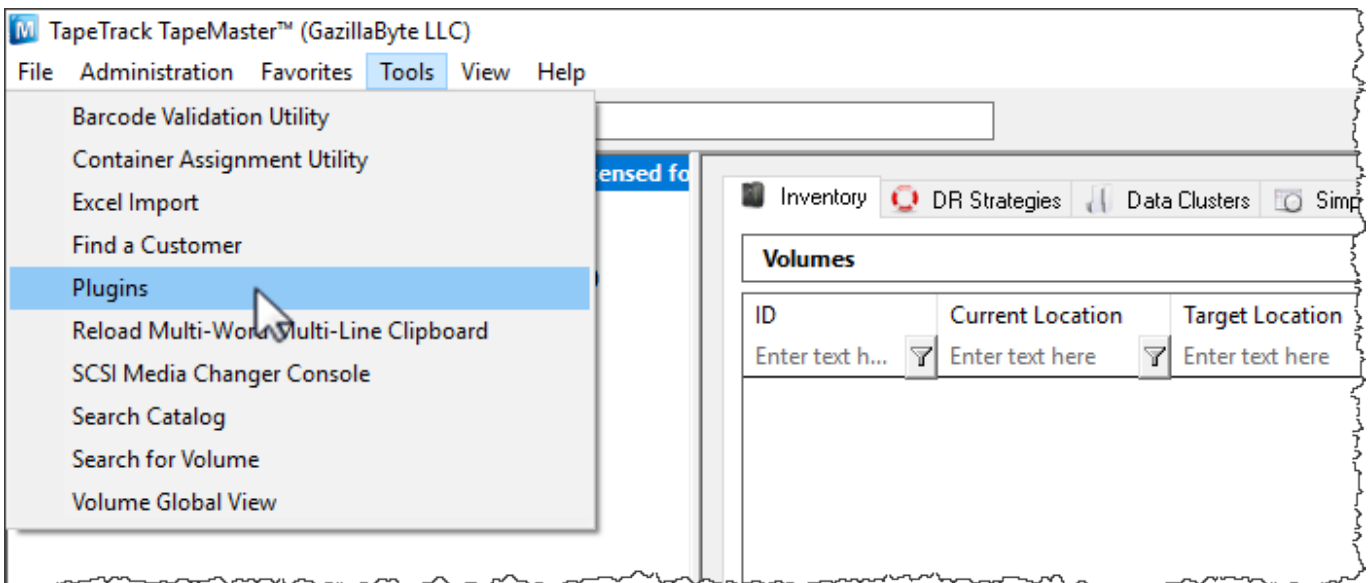 TapeTrack TapeMaster™ (GazillaByte LLC)
File Administration Favorites Tools View Help
Barcode Validation Utility
Container Assignment Utility
Excel Import
Find a Customer
Plugins
Reload Multi-Word Multi-Line Clipboard
SCSI Media Changer Console
Search Catalog
Search for Volume
Volume Global View
ensed fo
Inventory DR Strategies Data Clusters Simp
Volumes
ID Current Location Target Location
Enter text h... Enter text here Enter text here